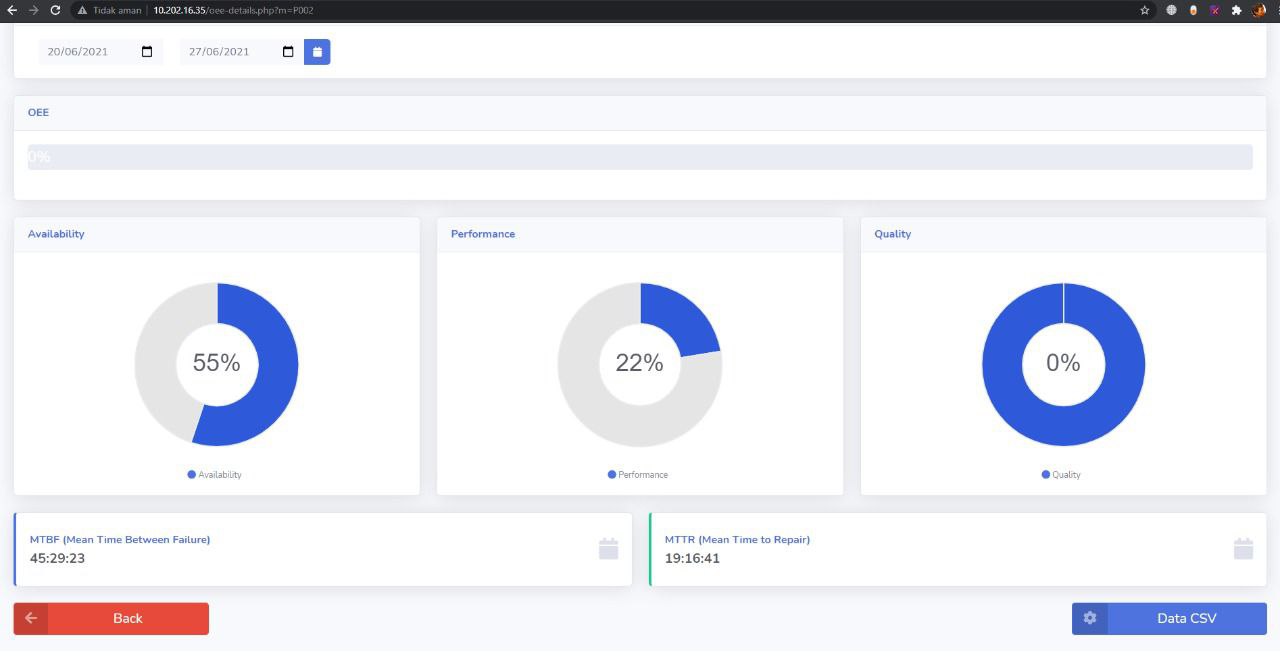 Tidak aman | 10.202.16.35/oee-details.php?m=P002
20/06/2021 27/06/2021
OEE
0%
Availability Performance Quality
55% 22% 0%
Availability Performance Quality
MTBF (Mean Time Between Failure) MTTR (Mean Time to Repair)
45:29:23 19:16:41
Back Data CSV